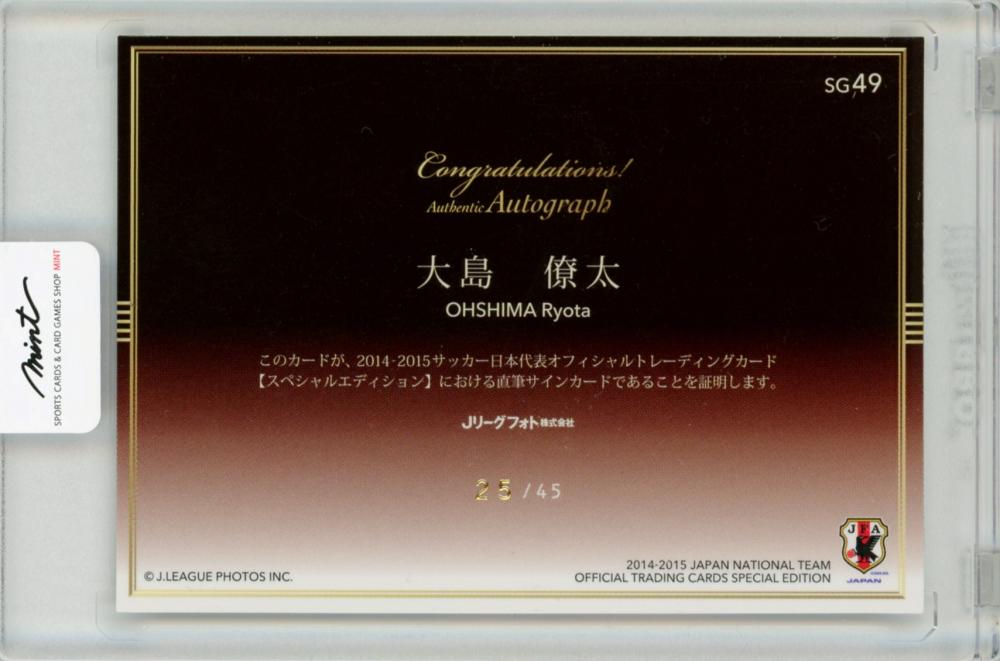 SG49
Congratulations!
Authentic Autograph
大島 僚太
OHSHIMA Ryota
このカードが、2014-2015サッカー日本代表オフィシャルトレーディングカード
【スペシャルエディション】における直筆サインカードであることを証明します。
Jリーグフォト株式会社
25/45
JFA
JAPAN
2014-2015 JAPAN NATIONAL TEAM
OFFICIAL TRADING CARDS SPECIAL EDITION
© J.LEAGUE PHOTOS INC.
mint
SPORTS CARDS & CARD GAMES SHOP MINT